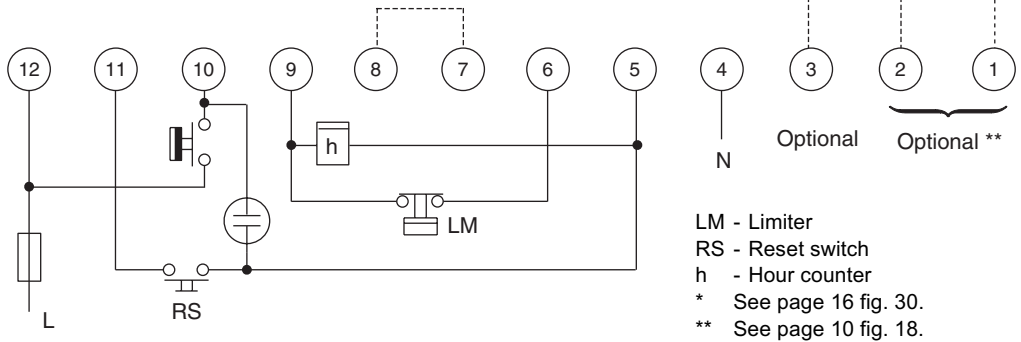 12 11 10 9 8 7 6 5 4 3 2 1
h
N
Optional
Optional **
LM
RS
L
LM - Limiter
RS - Reset switch
h - Hour counter
* See page 16 fig. 30.
** See page 10 fig. 18.